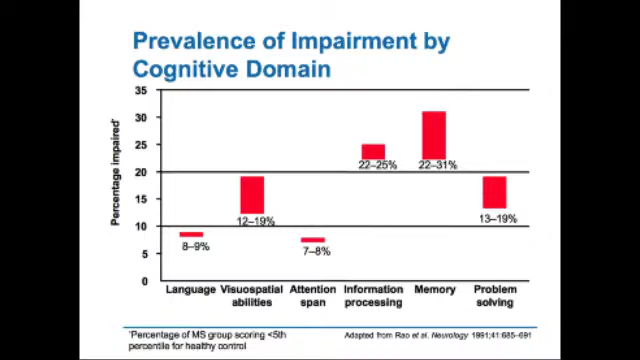 Prevalence of Impairment by
Cognitive Domain
Percentage impaired*
35
30
25
20
15
10
5
0
8–9%
12–19%
7–8%
22–25%
22–31%
13–19%
Language
Visuospatial
abilities
Attention
span
Information
processing
Memory
Problem
solving
*Percentage of MS group scoring <5th
percentile for healthy control
Adapted from Rao et al. Neurology 1991;41:685–691